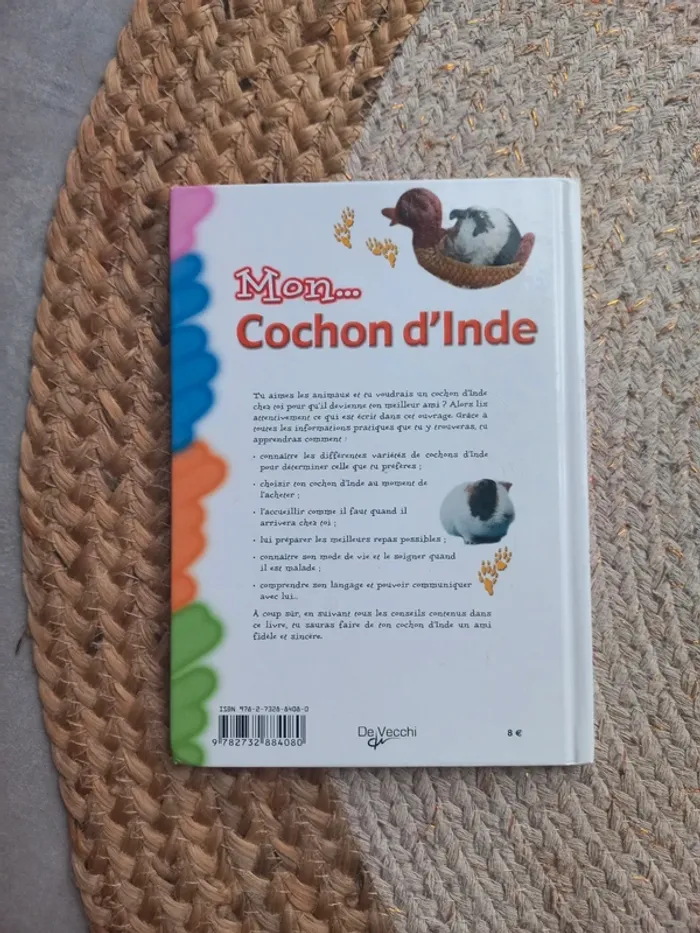 Mon...
Cochon d'Inde
Tu aimes les animaux et tu voudrais un cochon d'Inde
chez toi pour qu'il devienne ton meilleur ami ? Alors lis
attentivement ce qui est écrit dans cet ouvrage. Grâce à
toutes les informations pratiques que tu y trouveras, tu
apprendras comment :
• connaître les différentes variétés de cochons d'Inde
pour déterminer celle que tu préfères ;
• choisir ton cochon d'Inde au moment de
l'acheter ;
• l'accueillir comme il faut quand il
arrivera chez toi ;
• lui préparer les meilleurs repas possibles ;
• connaître son mode de vie et le soigner quand
il est malade ;
• comprendre son langage et pouvoir communiquer
avec lui...
À coup sûr, en suivant tous les conseils contenus dans
ce livre, tu sauras faire de ton cochon d'Inde un ami
fidèle et sincère.
ISBN 978-2-7328-8408-0
9 782732 884080
De Vecchi
8 €